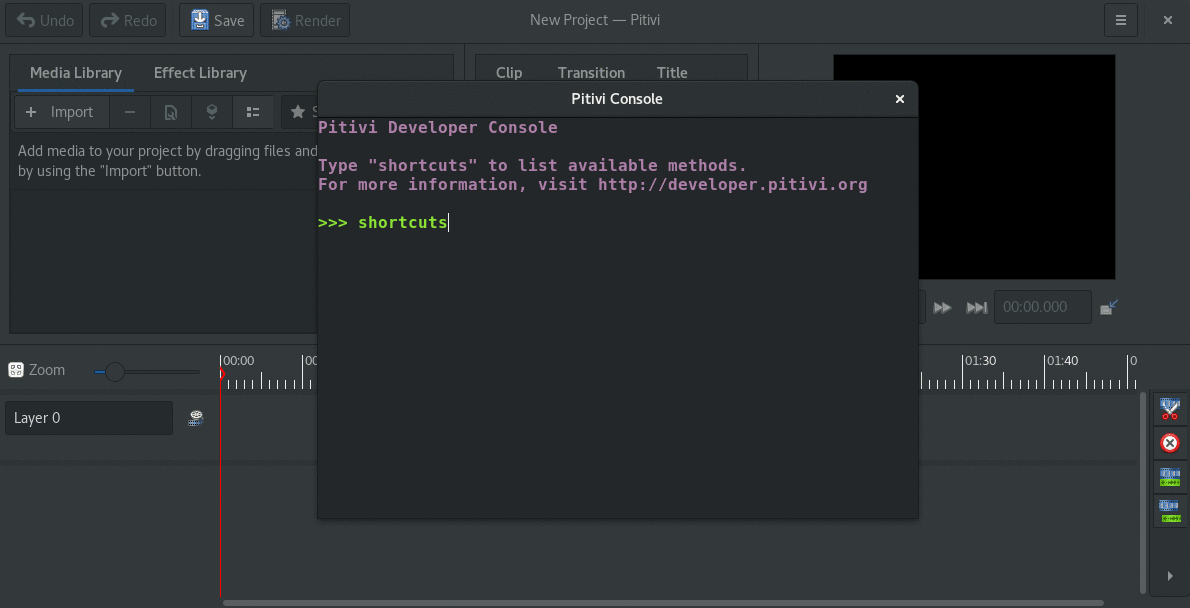 Undo Redo Save Render New Project — Pitivi
Media Library Effect Library Clip Transition Title
Import
Add media to your project by dragging files and
by using the "Import" button.
Pitivi Console
Pitivi Developer Console
Type "shortcuts" to list available methods.
For more information, visit http://developer.pitivi.org
>>> shortcuts
00:00.000
Zoom 00:00 00 01:30 01:40 0
Layer 0